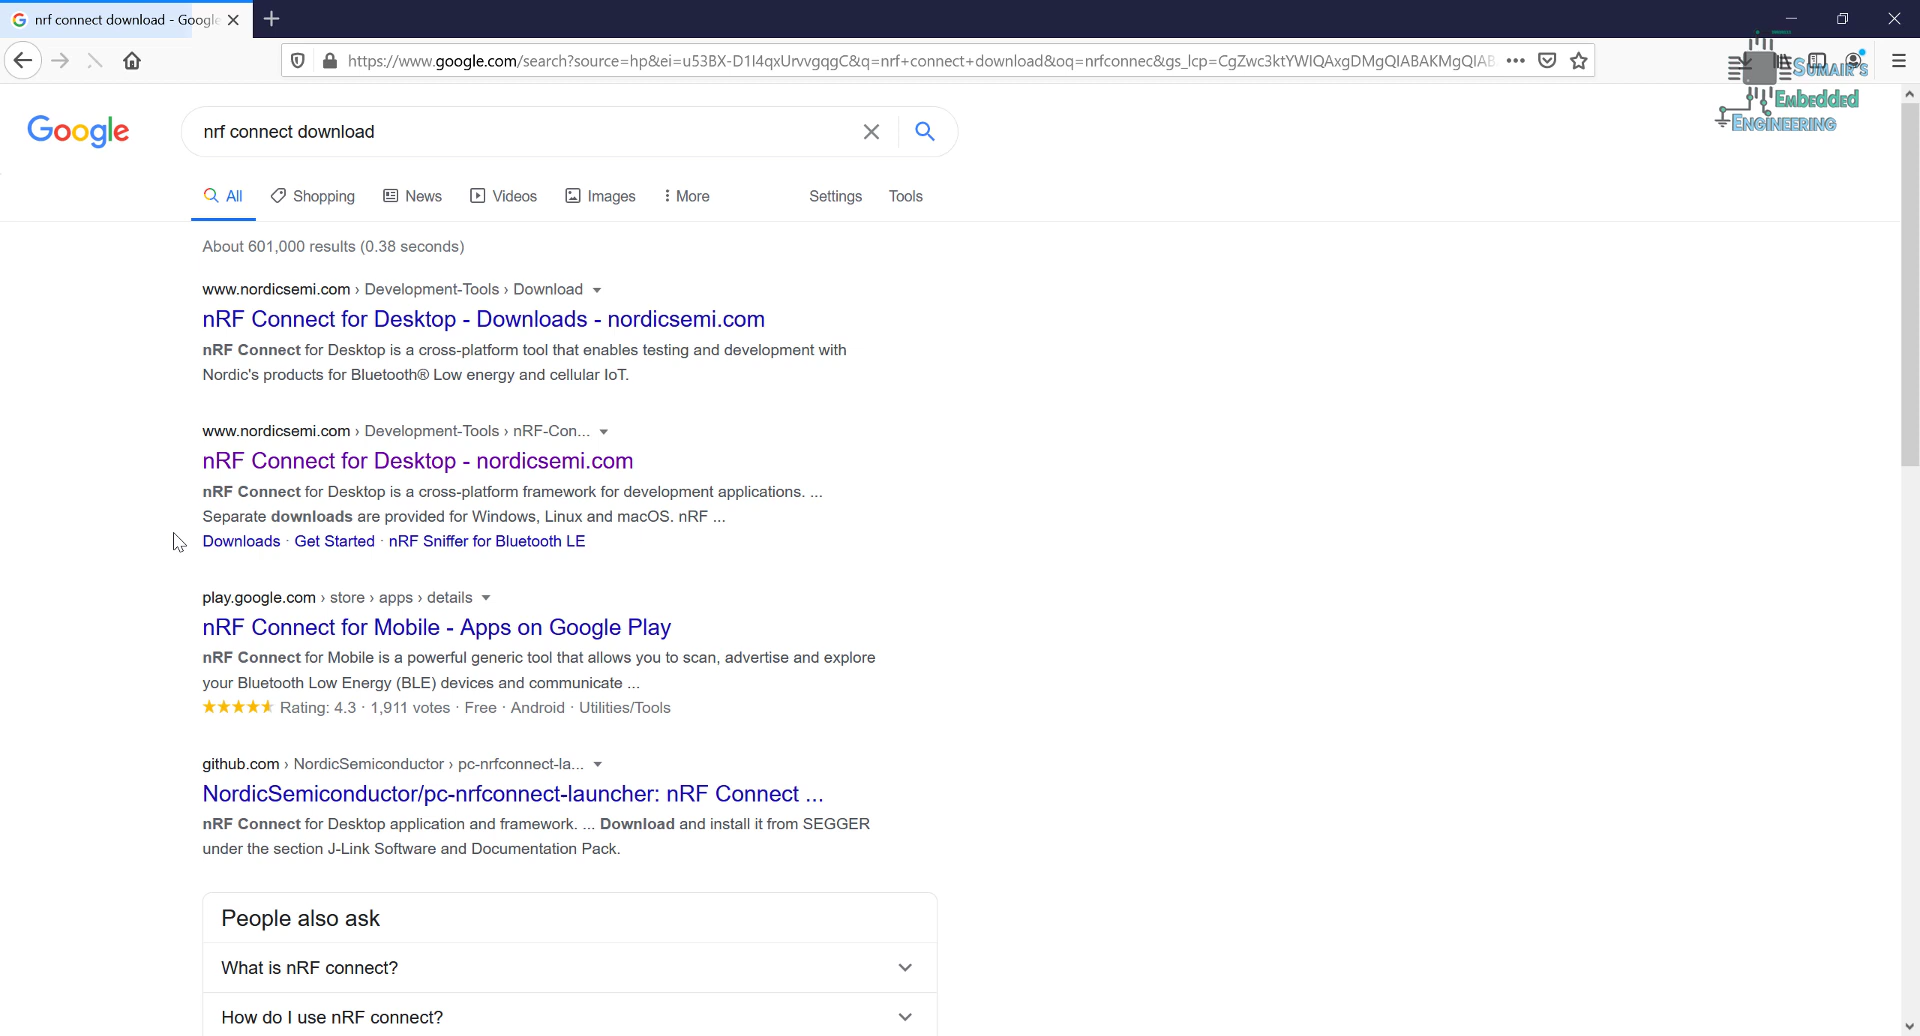 nrf connect download - Google
https://www.google.com/search?source=hp&ei=u53BX-D1I4qxUrvvgqgC&q=nrf+connect+download&oq=nrfconnec&gs_lcp=CgZwc3ktYWIQAxgDMgQIABAKMgQIAB
SUMAIR'S
EMbEddEd
ENGINEERING
Google
nrf connect download
All
Shopping
News
Videos
Images
More
Settings
Tools
About 601,000 results (0.38 seconds)
www.nordicsemi.com › Development-Tools › Download
nRF Connect for Desktop - Downloads - nordicsemi.com
nRF Connect for Desktop is a cross-platform tool that enables testing and development with
Nordic's products for Bluetooth® Low energy and cellular IoT.
www.nordicsemi.com › Development-Tools › nRF-Con...
nRF Connect for Desktop - nordicsemi.com
nRF Connect for Desktop is a cross-platform framework for development applications. ...
Separate downloads are provided for Windows, Linux and macOS. nRF ...
Downloads · Get Started · nRF Sniffer for Bluetooth LE
play.google.com › store › apps › details
nRF Connect for Mobile - Apps on Google Play
nRF Connect for Mobile is a powerful generic tool that allows you to scan, advertise and explore
your Bluetooth Low Energy (BLE) devices and communicate ...
Rating: 4.3 · 1,911 votes · Free · Android · Utilities/Tools
github.com › NordicSemiconductor › pc-nrfconnect-la...
NordicSemiconductor/pc-nrfconnect-launcher: nRF Connect ...
nRF Connect for Desktop application and framework. ... Download and install it from SEGGER
under the section J-Link Software and Documentation Pack.
People also ask
What is nRF connect?
How do I use nRF connect?